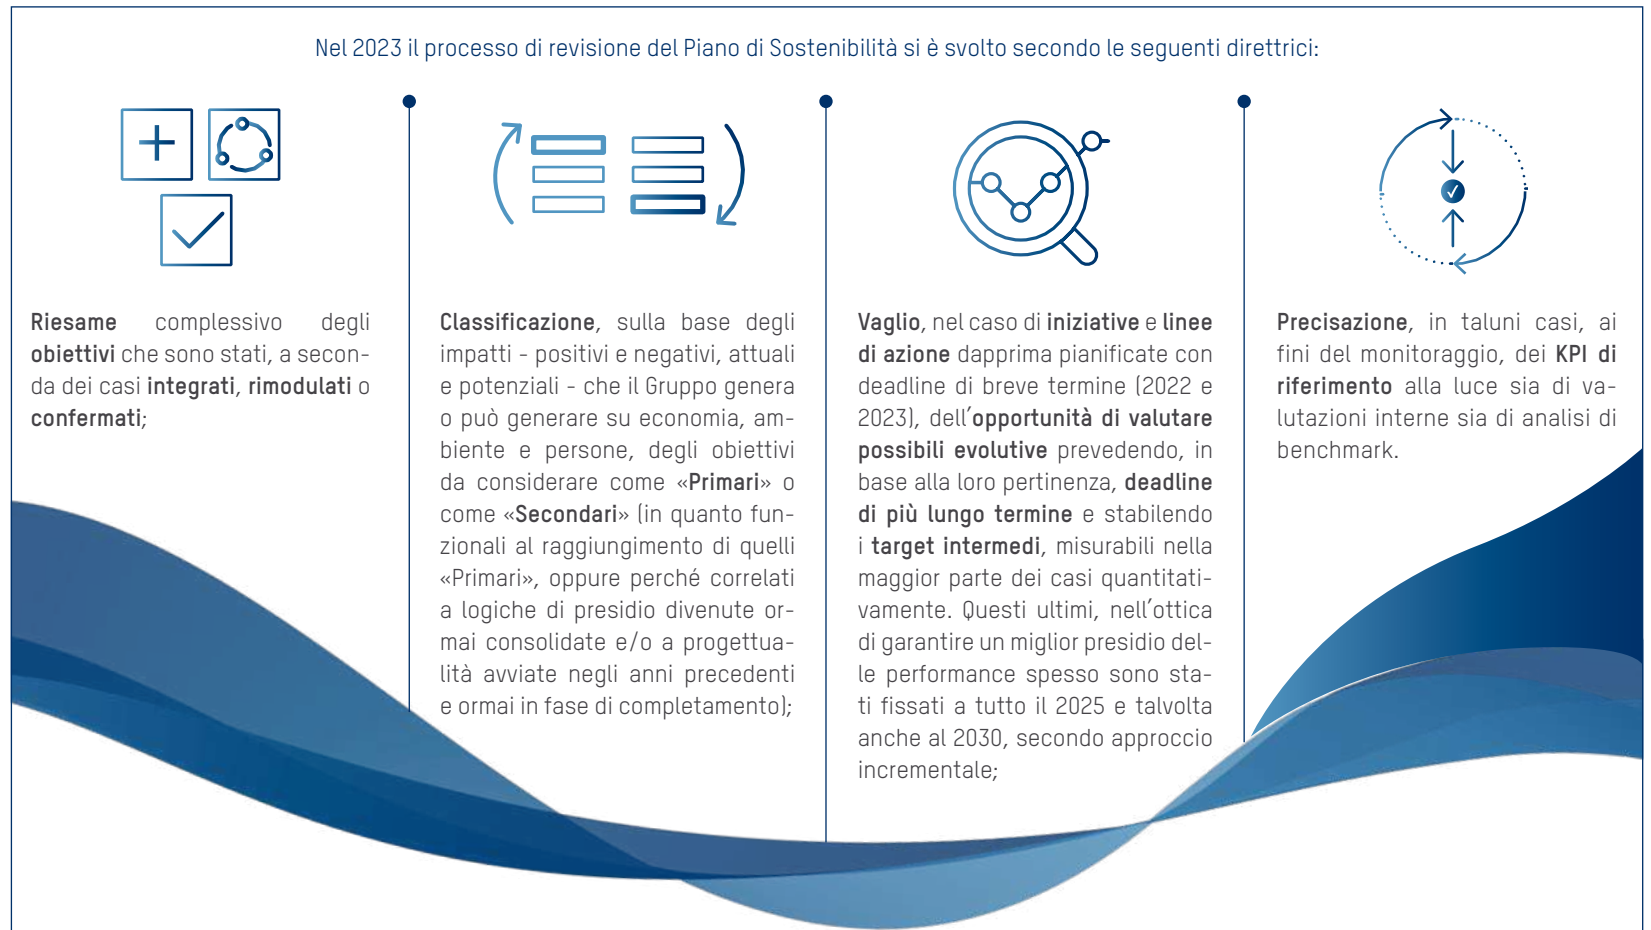 Nel 2023 il processo di revisione del Piano di Sostenibilità si è svolto secondo le seguenti direttrici:
Riesame complessivo degli
obiettivi che sono stati, a secon-
da dei casi integrati, rimodulati o
confermati;
Classificazione, sulla base degli
impatti - positivi e negativi, attuali
e potenziali - che il Gruppo genera
o può generare su economia, am-
biente e persone, degli obiettivi
da considerare come «Primari» o
come «Secondari» (in quanto fun-
zionali al raggiungimento di quelli
«Primari», oppure perché correlati
a logiche di presidio divenute or-
mai consolidate e/o a progettua-
lità avviate negli anni precedenti
e ormai in fase di completamento);
Vaglio, nel caso di iniziative e linee
di azione dapprima pianificate con
deadline di breve termine (2022 e
2023), dell'opportunità di valutare
possibili evolutive prevedendo, in
base alla loro pertinenza, deadline
di più lungo termine e stabilendo
i target intermedi, misurabili nella
maggior parte dei casi quantitati-
vamente. Questi ultimi, nell'ottica
di garantire un miglior presidio del-
le performance spesso sono sta-
ti fissati a tutto il 2025 e talvolta
anche al 2030, secondo approccio
incrementale;
Precisazione, in taluni casi, ai
fini del monitoraggio, dei KPI di
riferimento alla luce sia di va-
lutazioni interne sia di analisi di
benchmark.